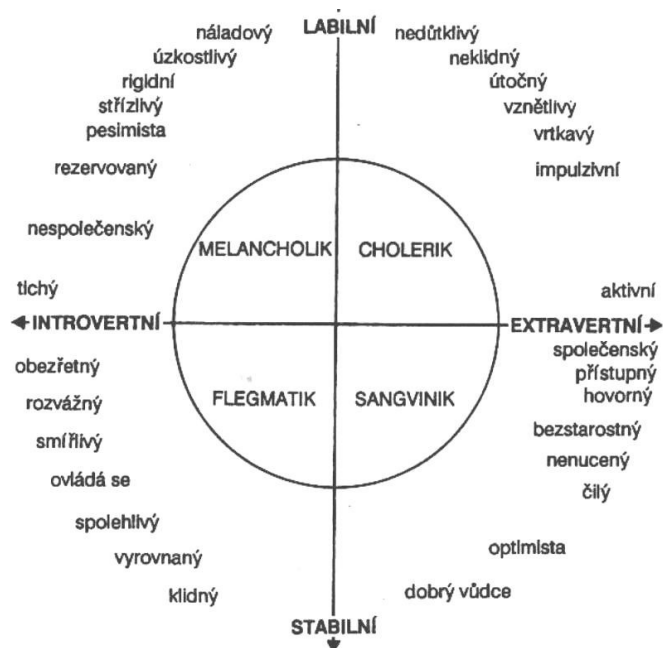 náladový
LABILNÍ
nedůtklivý
úzkostlivý
neklidný
rigidní
útočný
střízlivý
vznětlivý
pesimista
vrtkavý
rezervovaný
impulzivní
nespolečenský
MELANCHOLIK
CHOLERIK
tichý
aktivní
INTROVERTNÍ
EXTRAVERTNÍ
společenský
obezřetný
přístupný
hovorný
rozvážný
FLEGMATIK
SANGVINIK
bezstarostný
smířlivý
nenucený
ovládá se
čilý
spolehlivý
optimista
vyrovnaný
klidný
dobrý vůdce
STABILNÍ